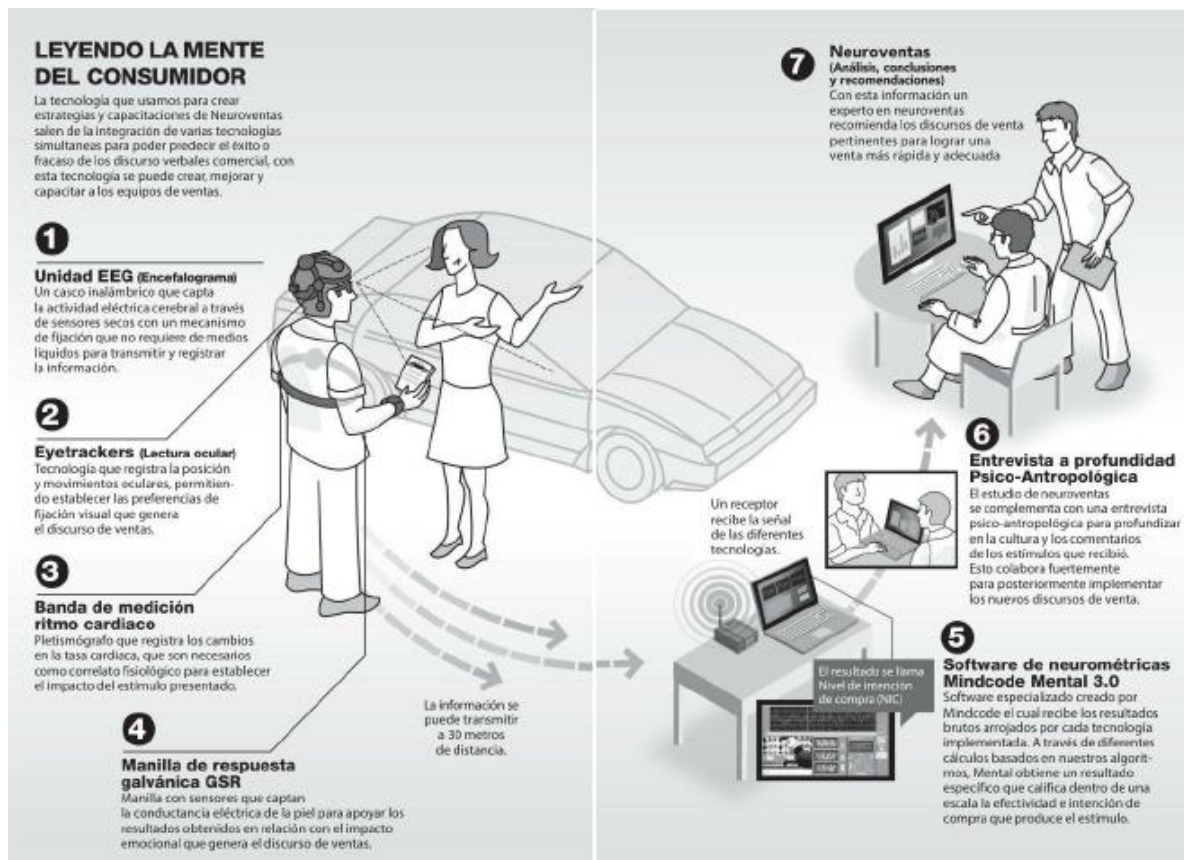 LEYENDO LA MENTE
DEL CONSUMIDOR
La tecnología que usamos para crear
estrategias y capacitaciones de Neuroventas
salen de la integración de varias tecnologías
simultaneas para poder predecir el éxito o
fracaso de los discurso verbales comercial, con
esta tecnología se puede crear, mejorar y
capacitar a los equipos de ventas.
1
Unidad EEG (Encefalograma)
Un casco inalámbrico que capta
la actividad eléctrica cerebral a través
de sensores secos con un mecanismo
de fijación que no requiere de medios
líquidos para transmitir y registrar
la información.
2
Eyetrackers (Lectura ocular)
Tecnología que registra la posición
y movimientos oculares, permitien-
do establecer las preferencias de
fijación visual que genera
el discurso de ventas.
3
Banda de medición
ritmo cardiaco
Pletismógrafo que registra los cambios
en la tasa cardiaca, que son necesarios
como correlato fisiológico para establecer
el impacto del estímulo presentado.
4
Manilla de respuesta
galvánica GSR
Manilla con sensores que captan
la conductancia eléctrica de la piel para apoyar los
resultados obtenidos en relación con el impacto
emocional que genera el discurso de ventas.
La información se
puede transmitir
a 30 metros
de distancia.
Un receptor
recibe la señal
de las diferentes
tecnologías.
El resultado se llama
Nivel de intención
de compra (NIC)
5
Software de neurométricas
Mindcode Mental 3.0
Software especializado creado por
Mindcode el cual recibe los resultados
brutos arrojados por cada tecnología
implementada. A través de diferentes
cálculos basados en nuestros algorit-
mos, Mental obtiene un resultado
específico que califica dentro de una
escala la efectividad e intención de
compra que produce el estímulo.
6
Entrevista a profundidad
Psico-Antropológica
El estudio de neuroventas
se complementa con una entrevista
psico-antropológica para profundizar
en la cultura y los comentarios
de los estímulos que recibió.
Esto colabora fuertemente
para posteriormente implementar
los nuevos discursos de venta.
7
Neuroventas
(Análisis, conclusiones
y recomendaciones)
Con esta información un
experto en neuroventas
recomienda los discursos de venta
pertinentes para lograr una
venta más rápida y adecuada